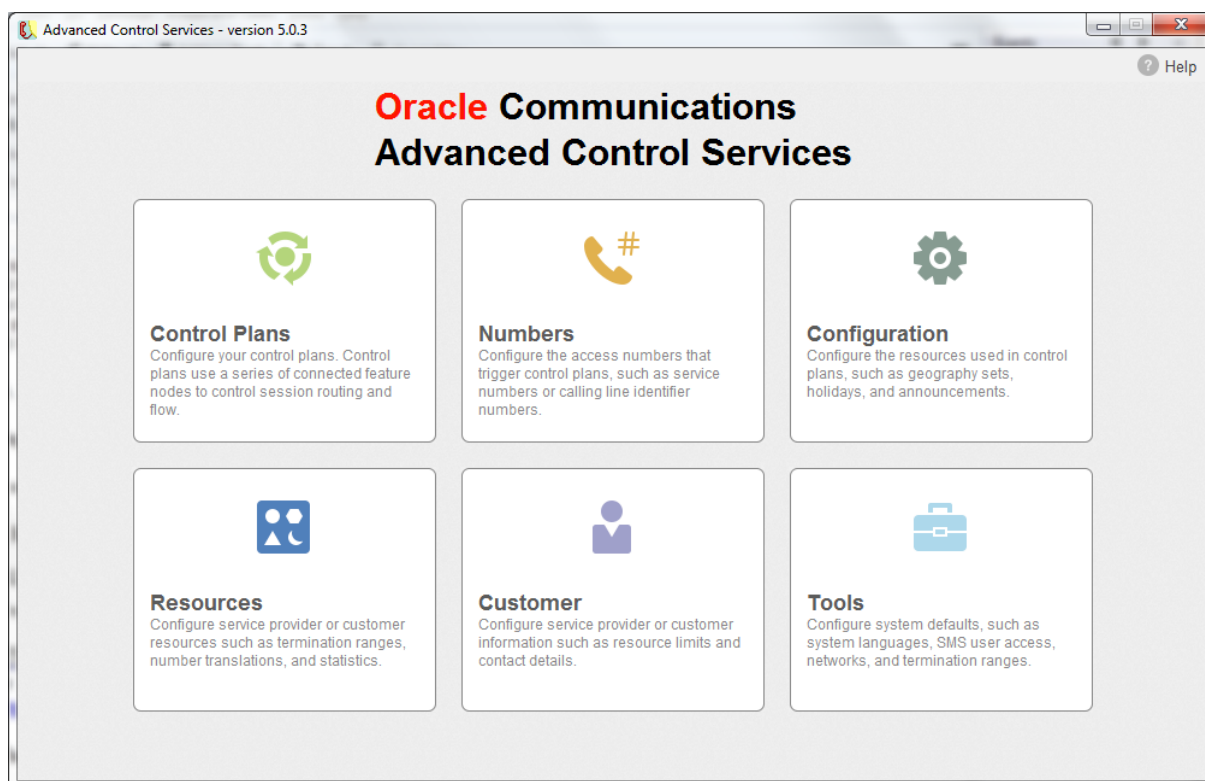 Advanced Control Services - version 5.0.3
? Help
Oracle Communications
Advanced Control Services
#
Control Plans
Configure your control plans. Control
plans use a series of connected feature
nodes to control session routing and
flow.
Numbers
Configure the access numbers that
trigger control plans, such as service
numbers or calling line identifier
numbers.
Configuration
Configure the resources used in control
plans, such as geography sets,
holidays, and announcements.
Resources
Configure service provider or customer
resources such as termination ranges,
number translations, and statistics.
Customer
Configure service provider or customer
information such as resource limits and
contact details.
Tools
Configure system defaults, such as
system languages, SMS user access,
networks, and termination ranges.